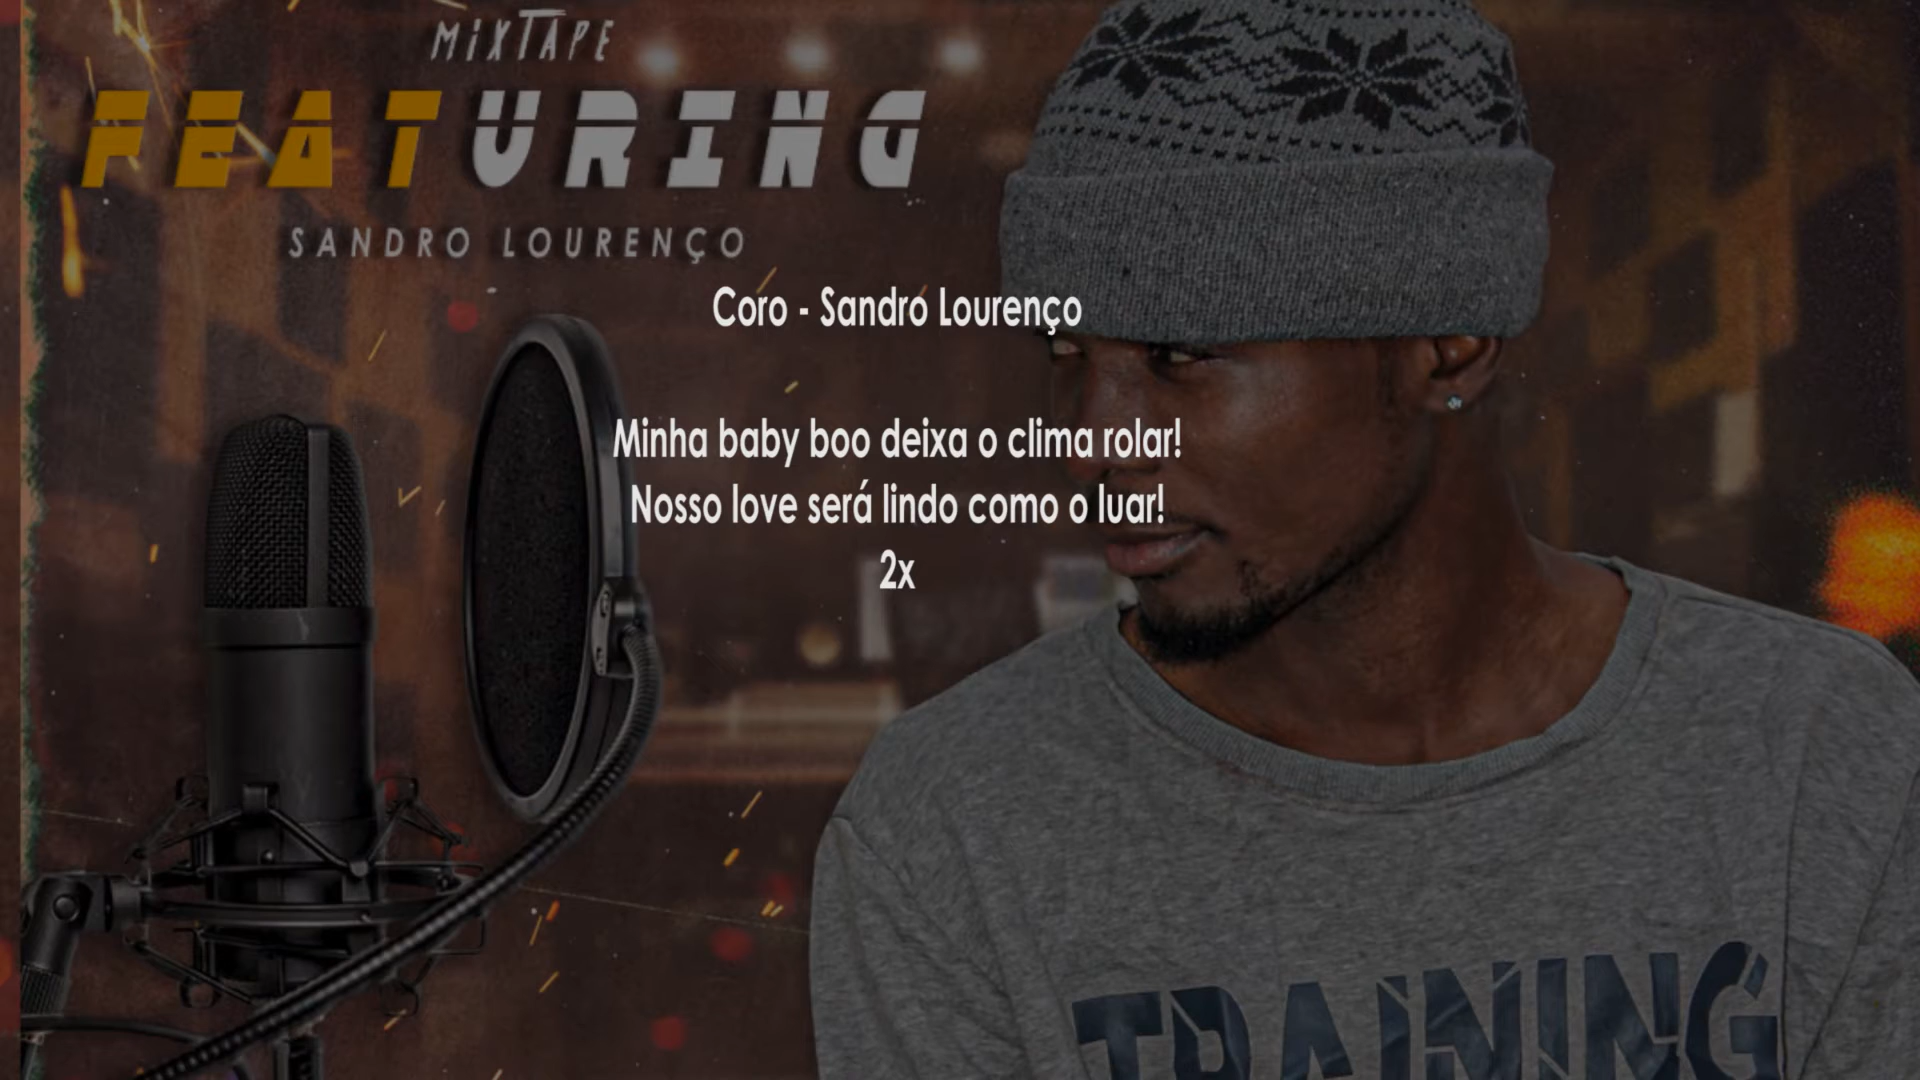 MIXTAPE
FEATURING
SANDRO LOURENÇO
Coro - Sandro Lourenço
Minha baby boo deixa o clima rolar!
Nosso love será lindo como o luar!
2x
TRAINING